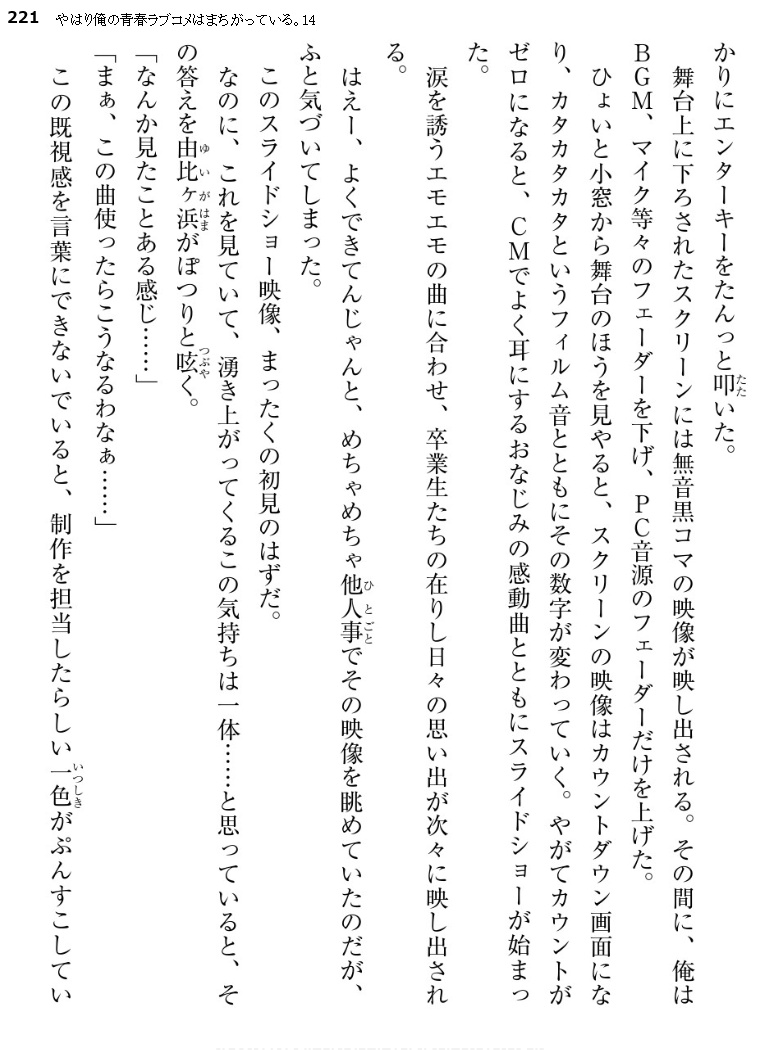 221 やはり俺の青春ラブコメはまちがっている。14
かりにエンターキーをたんっと叩いた。
舞台上に下ろされたスクリーンには無音黒コマの映像が映し出される。その間に、俺は
BGM、マイク等々のフェーダーを下げ、PC音源のフェーダーだけを上げた。
ひょいと小窓から舞台のほうを見やると、スクリーンの映像はカウントダウン画面にな
り、カタカタカタというフィルム音とともにその数字が変わっていく。やがてカウントが
ゼロになると、CMでよく耳にするおなじみの感動曲とともにスライドショーが始まっ
た。
涙を誘うエモエモの曲に合わせ、卒業生たちの在りし日々の思い出が次々に映し出され
る。
はえー、よくできてんじゃんと、めちゃめちゃ他人事でその映像を眺めていたのだが、
ふと気づいてしまった。
このスライドショー映像、まったくの初見のはずだ。
なのに、これを見ていて、湧き上がってくるこの気持ちは一体……と思っていると、そ
の答えを由比ヶ浜がぽつりと呟く。
「なんか見たことある感じ……」
「まぁ、この曲使ったらこうなるわなぁ……」
この既視感を言葉にできないでいると、制作を担当したらしい一色がぷんすこしてい